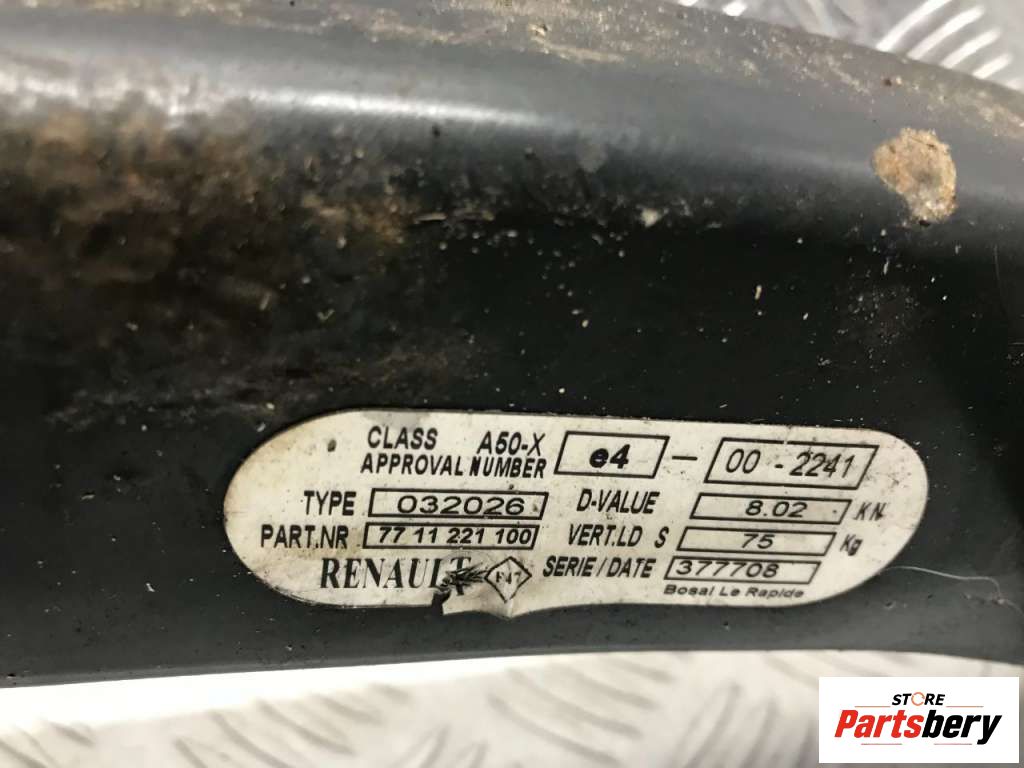 CLASS A50-X
APPROVAL NUMBER e4 - 00 - 2241
TYPE 032026 D-VALUE 8.02 KN
PART.NR 77 11 221 100 VERT.LD S 75 Kg
RENAULT SERIE / DATE 377708
Bosal Le Rapide
STORE
Partsbery